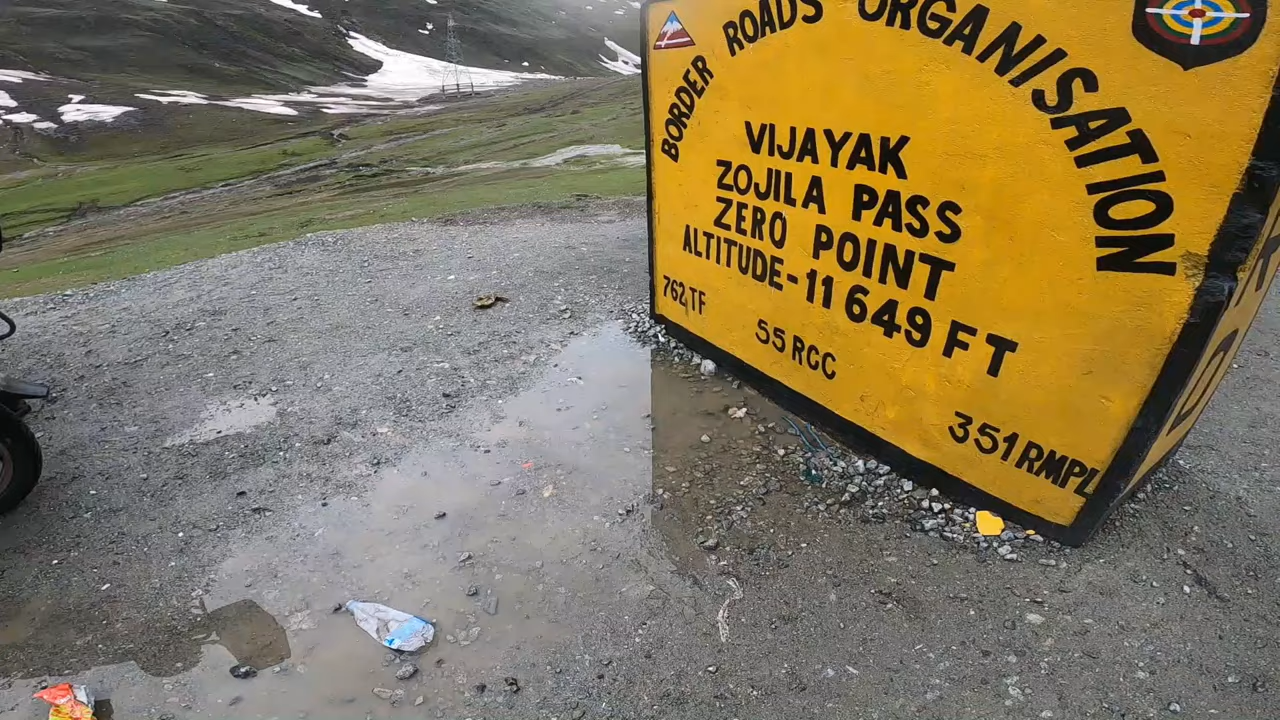 BORDER ROADS ORGANISATION
VIJAYAK
ZOJILA PASS
ZERO POINT
ALTITUDE-11649 FT
762 TF
55 RCC
351 RMPL